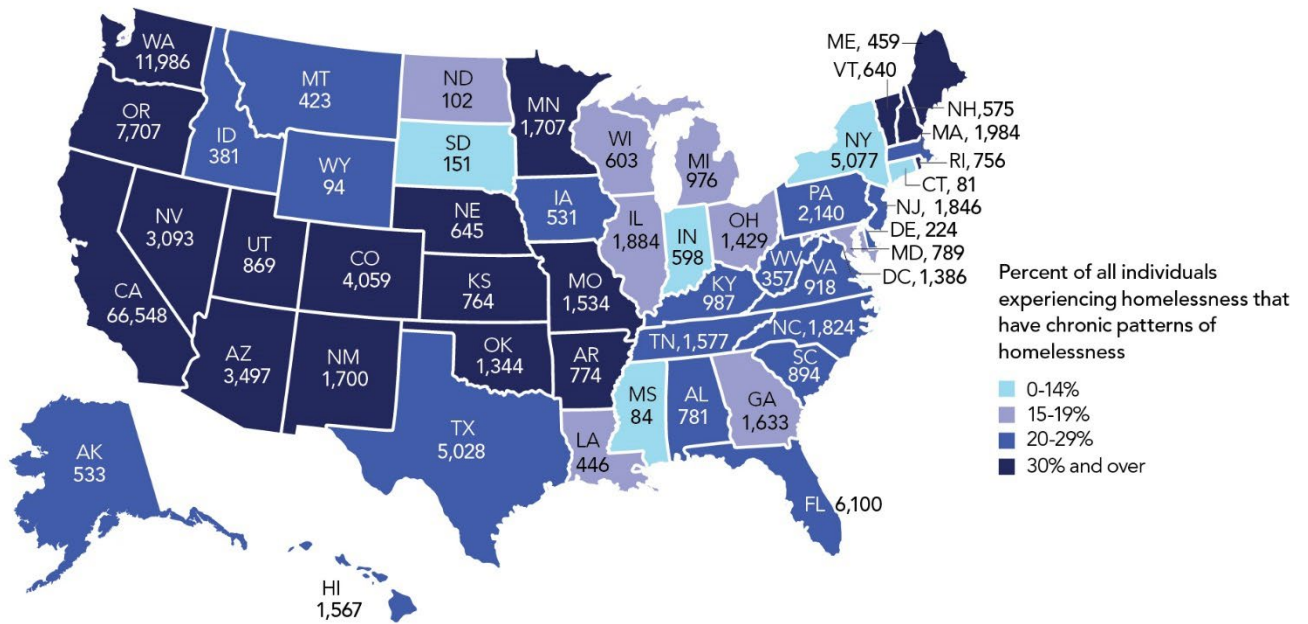 WA
11,986
OR
7,707
CA
66,548
NV
3,093
ID
381
MT
423
WY
94
UT
869
AZ
3,497
CO
4,059
NM
1,700
ND
102
SD
151
NE
645
KS
764
OK
1,344
TX
5,028
MN
1,707
IA
531
MO
1,534
AR
774
LA
446
WI
603
IL
1,884
MI
976
IN
598
OH
1,429
KY
987
TN, 1,577
MS
84
AL
781
GA
1,633
FL 6,100
SC
894
NC, 1,824
VA
918
WV
357
PA
2,140
NY
5,077
ME, 459
VT, 640
NH, 575
MA, 1,984
RI, 756
CT, 81
NJ, 1,846
DE, 224
MD, 789
DC, 1,386
AK
533
HI
1,567
Percent of all individuals
experiencing homelessness that
have chronic patterns of
homelessness
0-14%
15-19%
20-29%
30% and over